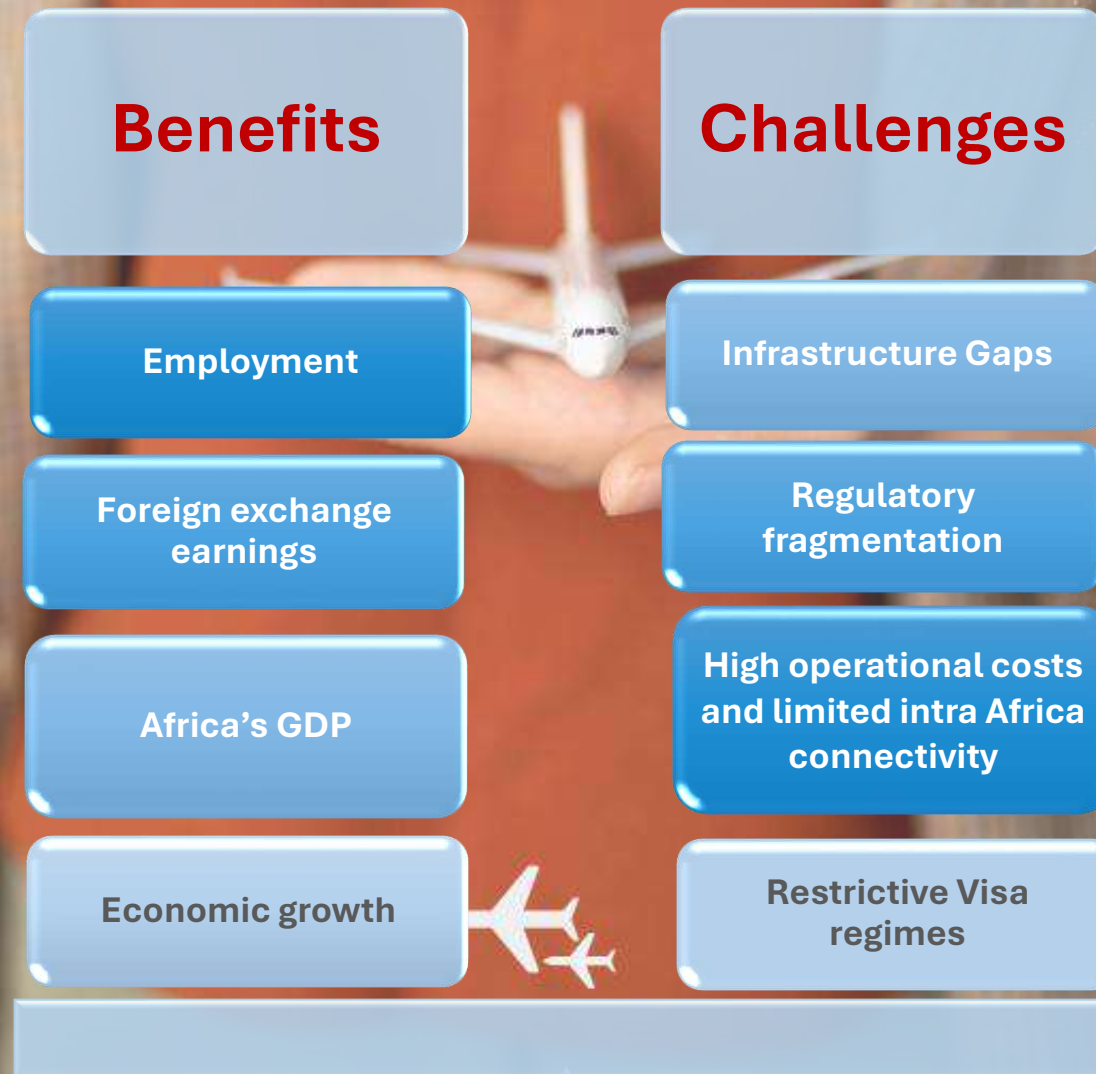 Benefits
Employment
Foreign exchange
earnings
Africa’s GDP
Economic growth
Challenges
Infrastructure Gaps
Regulatory
fragmentation
High operational costs
and limited intra Africa
connectivity
Restrictive Visa
regimes